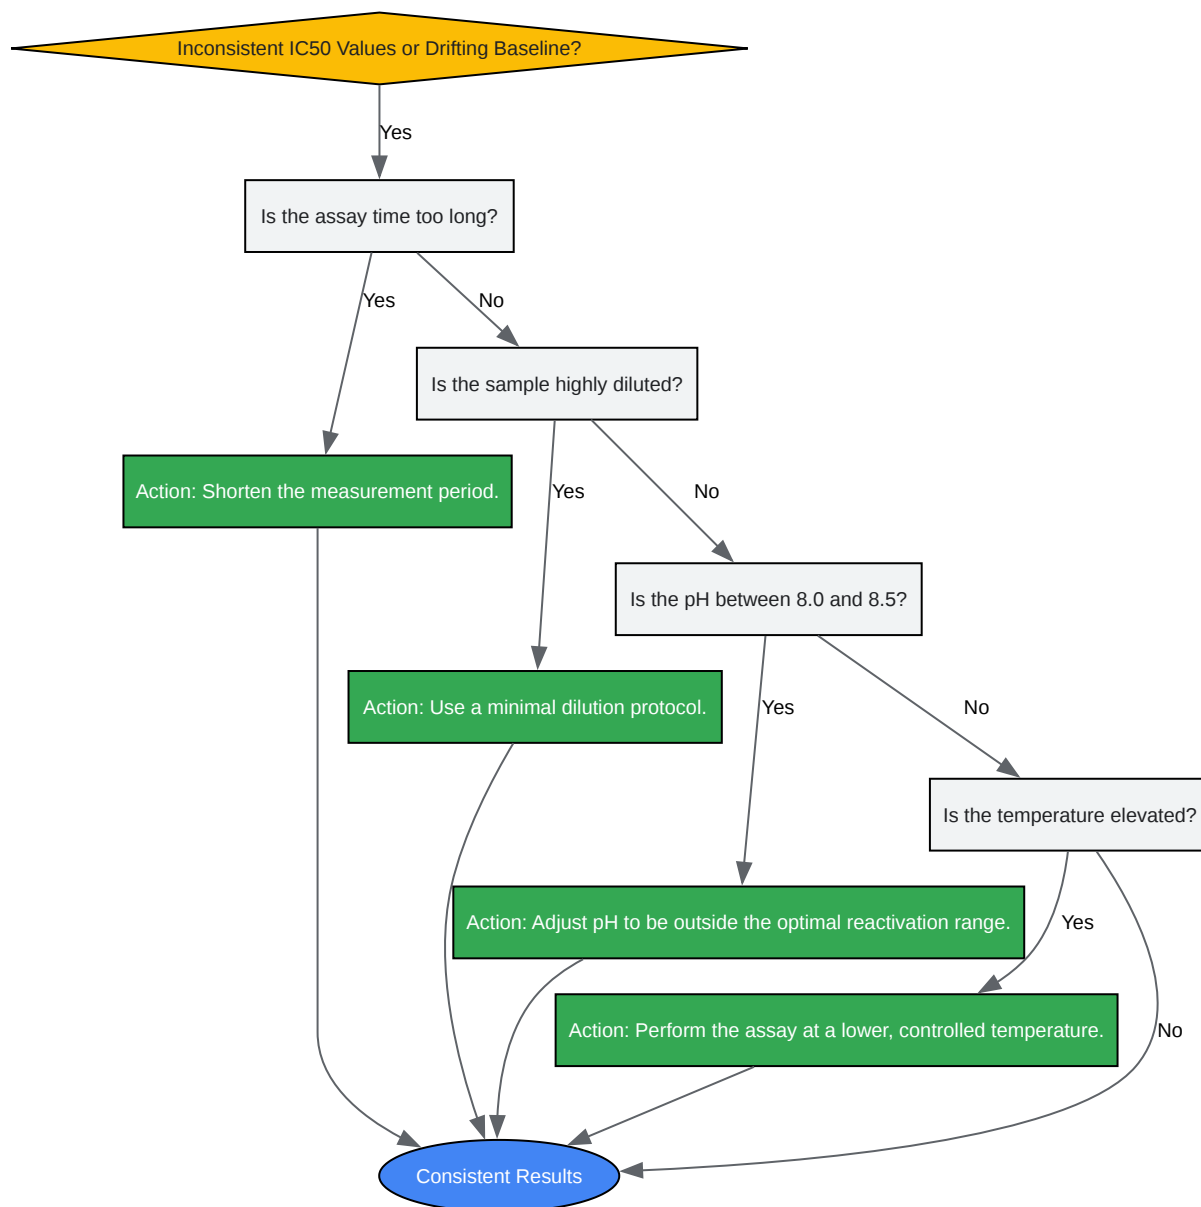 Inconsistent IC50 Values or Drifting Baseline?
Yes
Is the assay time too long?
Yes
No
Is the sample highly diluted?
Action: Shorten the measurement period.
Yes
No
Is the pH between 8.0 and 8.5?
Action: Use a minimal dilution protocol.
Yes
No
Is the temperature elevated?
Action: Adjust pH to be outside the optimal reactivation range.
Yes
Action: Perform the assay at a lower, controlled temperature.
No
Consistent Results